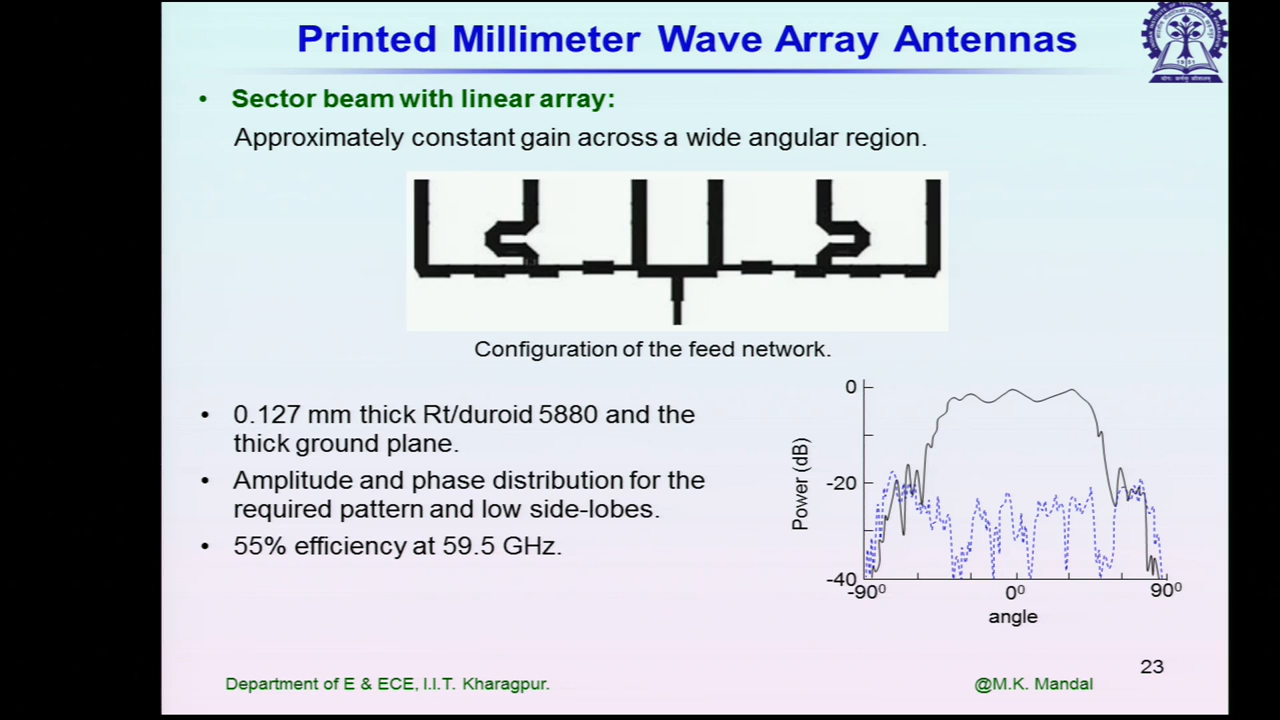 Printed Millimeter Wave Array Antennas
• Sector beam with linear array:
Approximately constant gain across a wide angular region.
Configuration of the feed network.
• 0.127 mm thick Rt/duroid 5880 and the
thick ground plane.
• Amplitude and phase distribution for the
required pattern and low side-lobes.
• 55% efficiency at 59.5 GHz.
0
-20
-40
Power (dB)
-90⁰
0⁰
90⁰
angle
23
Department of E & ECE, I.I.T. Kharagpur.
@M.K. Mandal